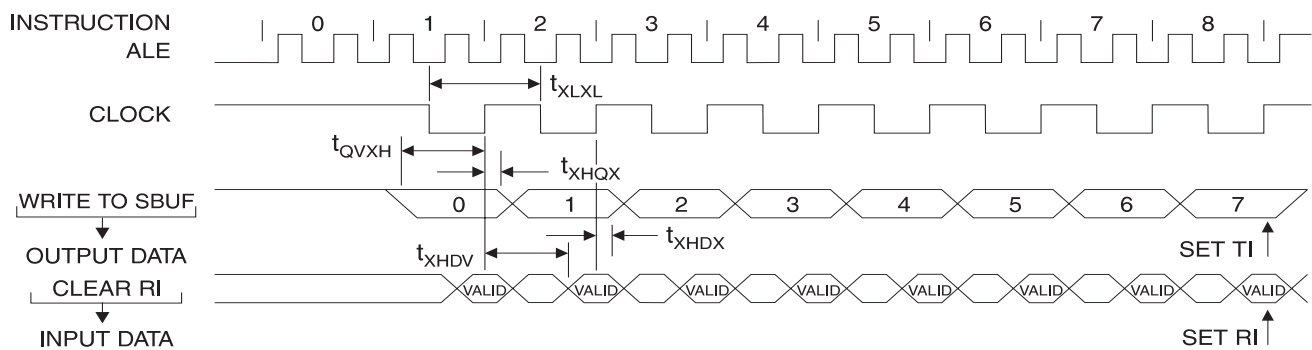 INSTRUCTION 0 1 2 3 4 5 6 7 8
ALE
tXLXL
CLOCK
tQVXH
tXHQX
WRITE TO SBUF 0 1 2 3 4 5 6 7
tXHDX
OUTPUT DATA tXHDV SET TI
CLEAR RI VALID VALID VALID VALID VALID VALID VALID VALID
INPUT DATA SET RI